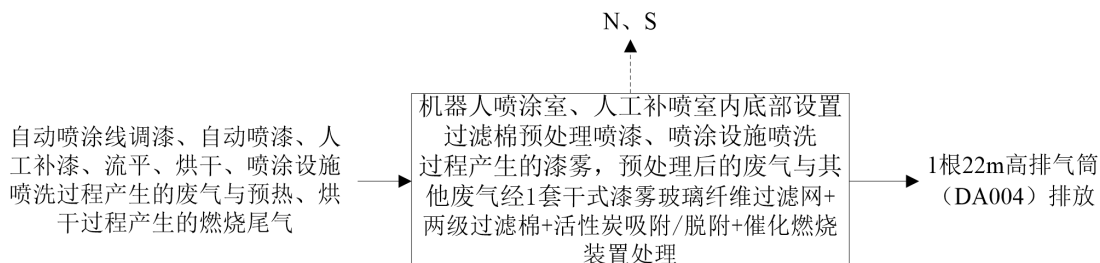 N、S
自动喷涂线调漆、自动喷漆、人
工补漆、流平、烘干、喷涂设施
喷洗过程产生的废气与预热、烘
干过程产生的燃烧尾气
机器人喷涂室、人工补喷室内底部设置
过滤棉预处理喷漆、喷涂设施喷洗
过程产生的漆雾，预处理后的废气与其
他废气经1套干式漆雾玻璃纤维过滤网+
两级过滤棉+活性炭吸附/脱附+催化燃烧
装置处理
1根22m高排气筒
（DA004）排放